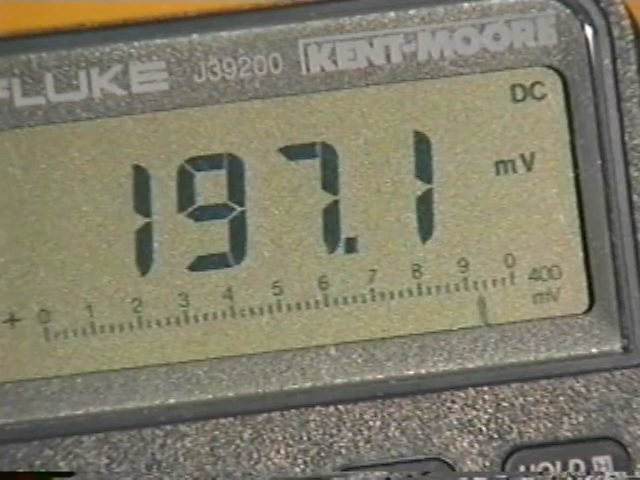 FLUKE J39200 KENT-MOORE
DC
197.1 mV
+ 0 1 2 3 4 5 6 7 8 9 0 400
mV
HOLD H